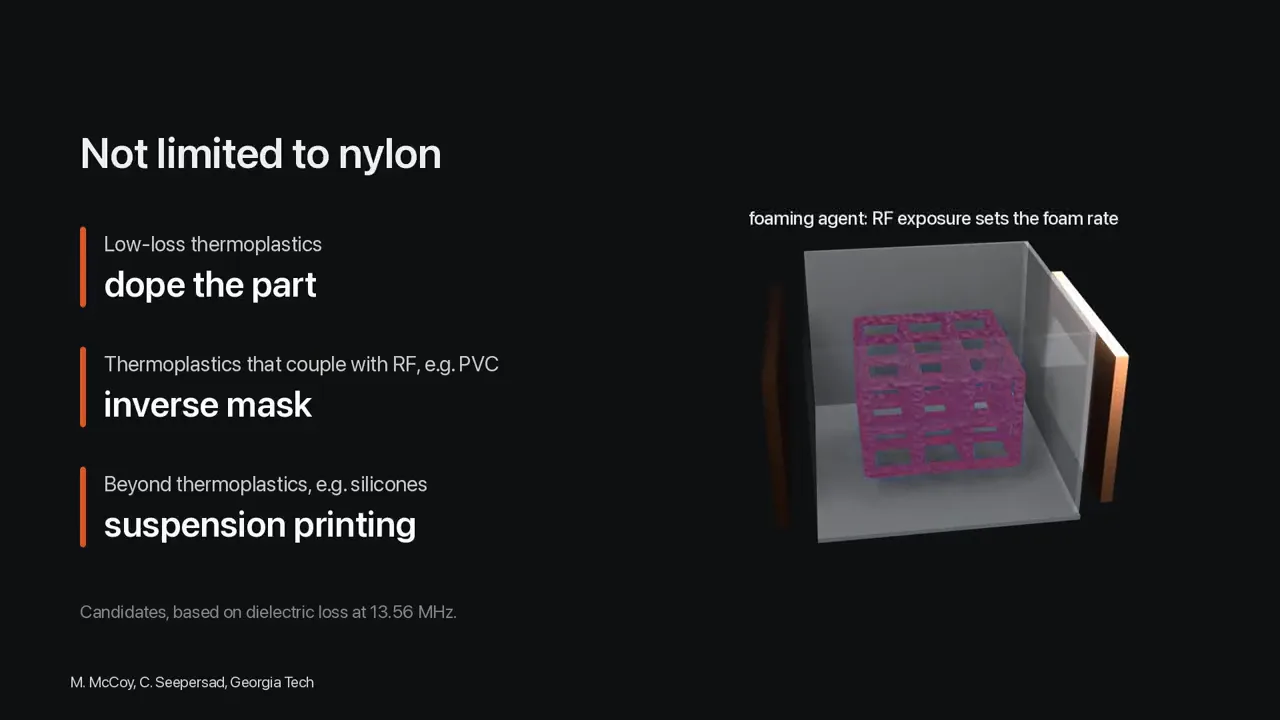 Not limited to nylon
Low-loss thermoplastics
dope the part
Thermoplastics that couple with RF, e.g. PVC
inverse mask
Beyond thermoplastics, e.g. silicones
suspension printing
Candidates, based on dielectric loss at 13.56 MHz.
foaming agent: RF exposure sets the foam rate
M. McCoy, C. Seepersad, Georgia Tech